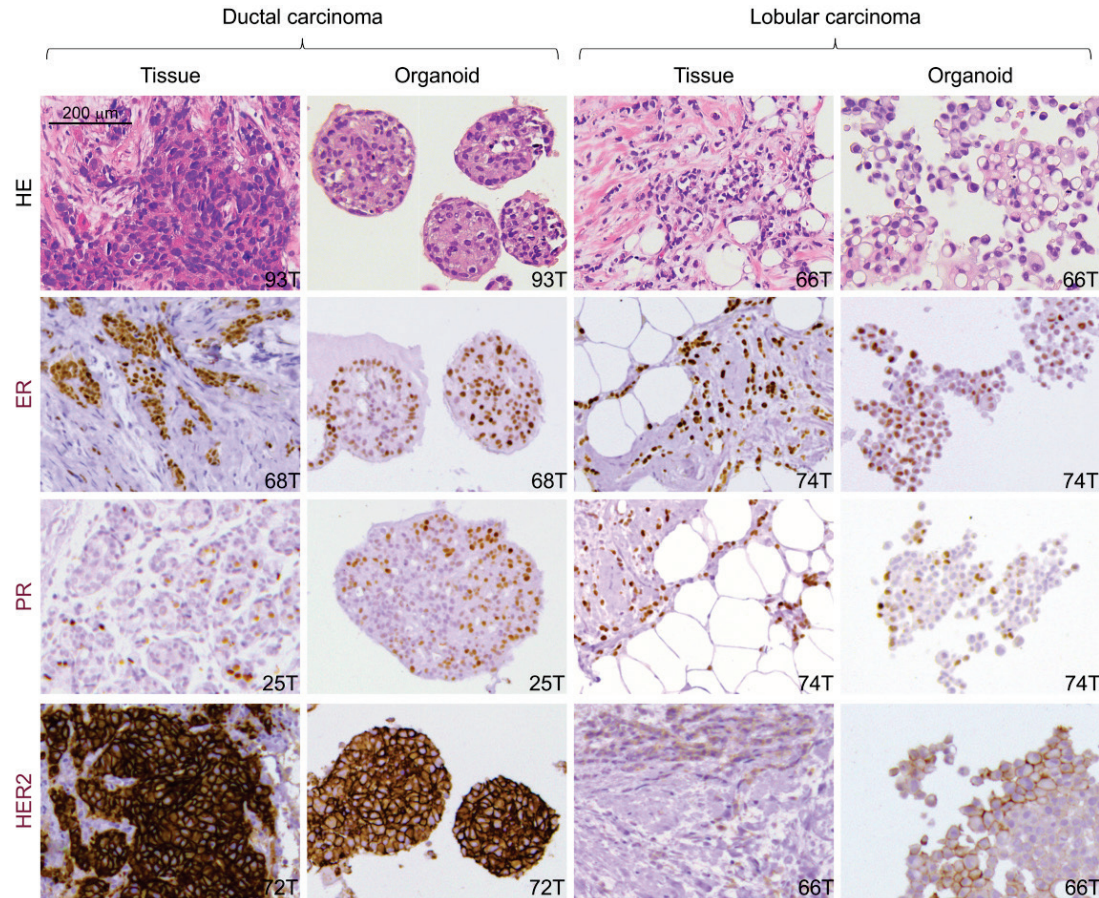 Ductal carcinoma Lobular carcinoma
Tissue Organoid Tissue Organoid
HE
200 μm
93T 93T 66T 66T
ER
68T 68T 74T 74T
PR
25T 25T 74T 74T
HER2
72T 72T 66T 66T